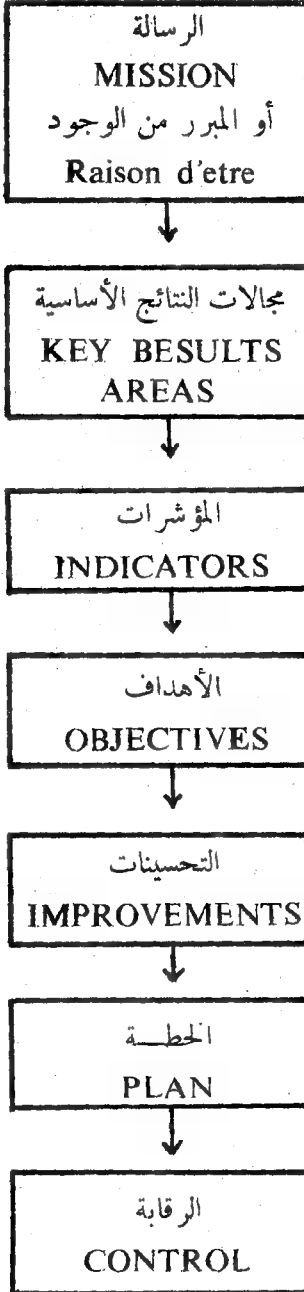 الرسالة
MISSION
أو المبرر من الوجود
Raison d'etre
مجالات النتائج الأساسية
KEY BESULTS
AREAS
المؤشرات
INDICATORS
الأهداف
OBJECTIVES
التحسينات
IMPROVEMENTS
الخطـــة
PLAN
الرقابة
CONTROL